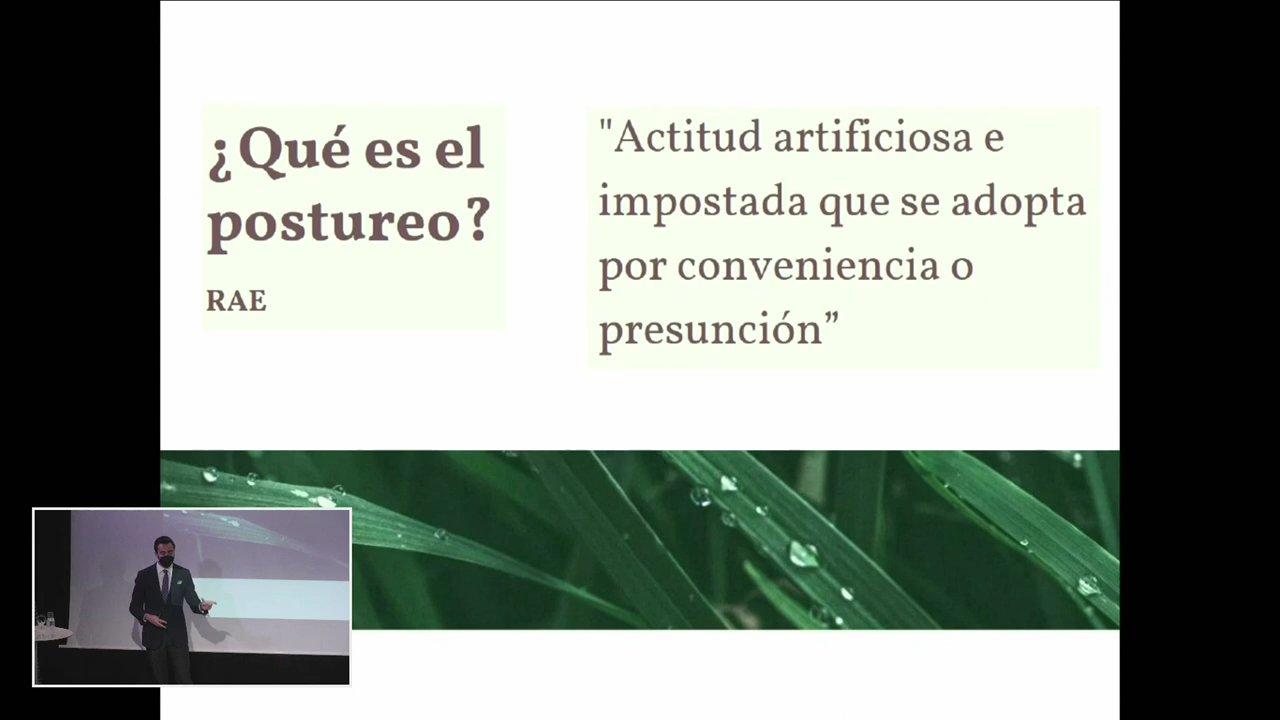 ¿Qué es el
postureo?
RAE
"Actitud artificiosa e
impostada que se adopta
por conveniencia o
presunción”